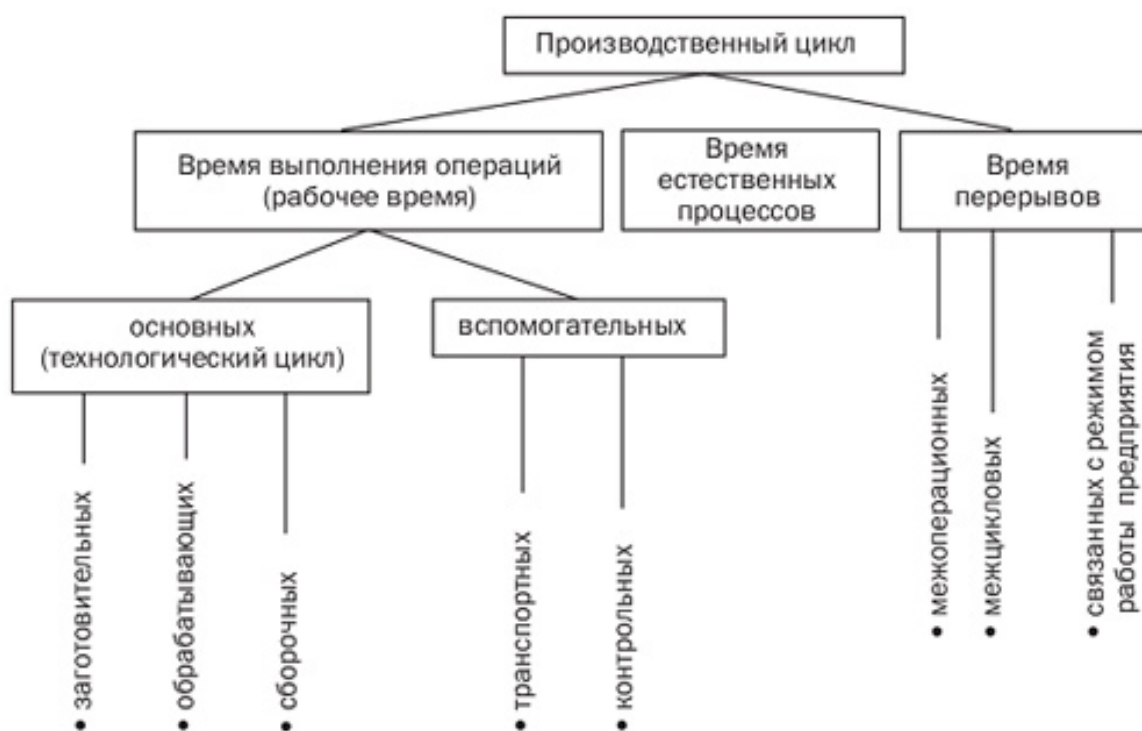 Производственный цикл
Время выполнения операций
(рабочее время)
Время
естественных
процессов
Время
перерывов
основных
(технологический цикл)
вспомогательных
• заготовительных
• обрабатывающих
• сборочных
• транспортных
• контрольных
• межоперационных
• межцикловых
• связанных с режимом
работы предприятия